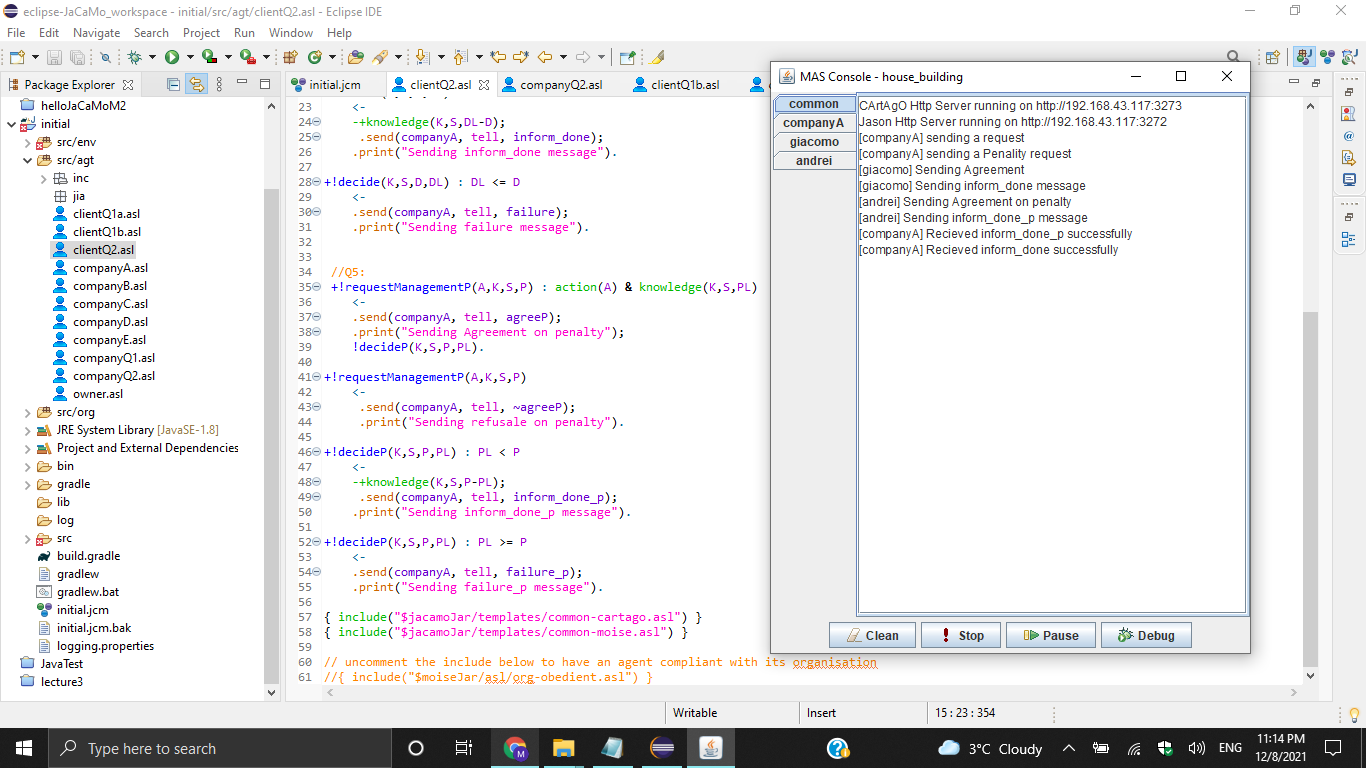 eclipse-JaCaMo_workspace - initial/src/agt/clientQ2.asl - Eclipse IDE
File Edit Navigate Search Project Run Window Help
Package Explorer
helloJaCaMoM2
initial
src/env
src/agt
inc
jia
clientQ1a.asl
clientQ1b.asl
clientQ2.asl
companyA.asl
companyB.asl
companyC.asl
companyD.asl
companyE.asl
companyQ1.asl
companyQ2.asl
owner.asl
src/org
JRE System Library [JavaSE-1.8]
Project and External Dependencies
bin
gradle
lib
log
src
build.gradle
gradlew
gradlew.bat
initial.jcm
initial.jcm.bak
logging.properties
JavaTest
lecture3
initial.jcm clientQ2.asl companyQ2.asl clientQ1b.asl
23 <-
24 -+knowledge(K,S,DL-D);
25 .send(companyA, tell, inform_done);
26 .print("Sending inform_done message").
27
28 +!decide(K,S,D,DL) : DL <= D
29 <-
30 .send(companyA, tell, failure);
31 .print("Sending failure message").
32
33
34 //Q5:
35 +!requestManagementP(A,K,S,P) : action(A) & knowledge(K,S,PL)
36 <-
37 .send(companyA, tell, agreeP);
38 .print("Sending Agreement on penalty");
39 !decideP(K,S,P,PL).
40
41 +!requestManagementP(A,K,S,P)
42 <-
43 .send(companyA, tell, ~agreeP);
44 .print("Sending refusale on penalty").
45
46 +!decideP(K,S,P,PL) : PL < P
47 <-
48 -+knowledge(K,S,P-PL);
49 .send(companyA, tell, inform_done_p);
50 .print("Sending inform_done_p message").
51
52 +!decideP(K,S,P,PL) : PL >= P
53 <-
54 .send(companyA, tell, failure_p);
55 .print("Sending failure_p message").
56
57 { include("$jacamoJar/templates/common-cartago.asl") }
58 { include("$jacamoJar/templates/common-moise.asl") }
59
60 // uncomment the include below to have an agent compliant with its organisation
61 //{ include("$moiseJar/asl/org-obedient.asl") }
MAS Console - house_building
common
companyA
giacomo
andrei
CArtAgO Http Server running on http://192.168.43.117:3273
Jason Http Server running on http://192.168.43.117:3272
[companyA] sending a request
[companyA] sending a Penality request
[giacomo] Sending Agreement
[giacomo] Sending inform_done message
[andrei] Sending Agreement on penalty
[andrei] Sending inform_done_p message
[companyA] Recieved inform_done_p successfully
[companyA] Recieved inform_done successfully
Clean Stop Pause Debug
Writable Insert 15 : 23 : 354
Type here to search
3°C Cloudy
ENG
11:14 PM
12/8/2021